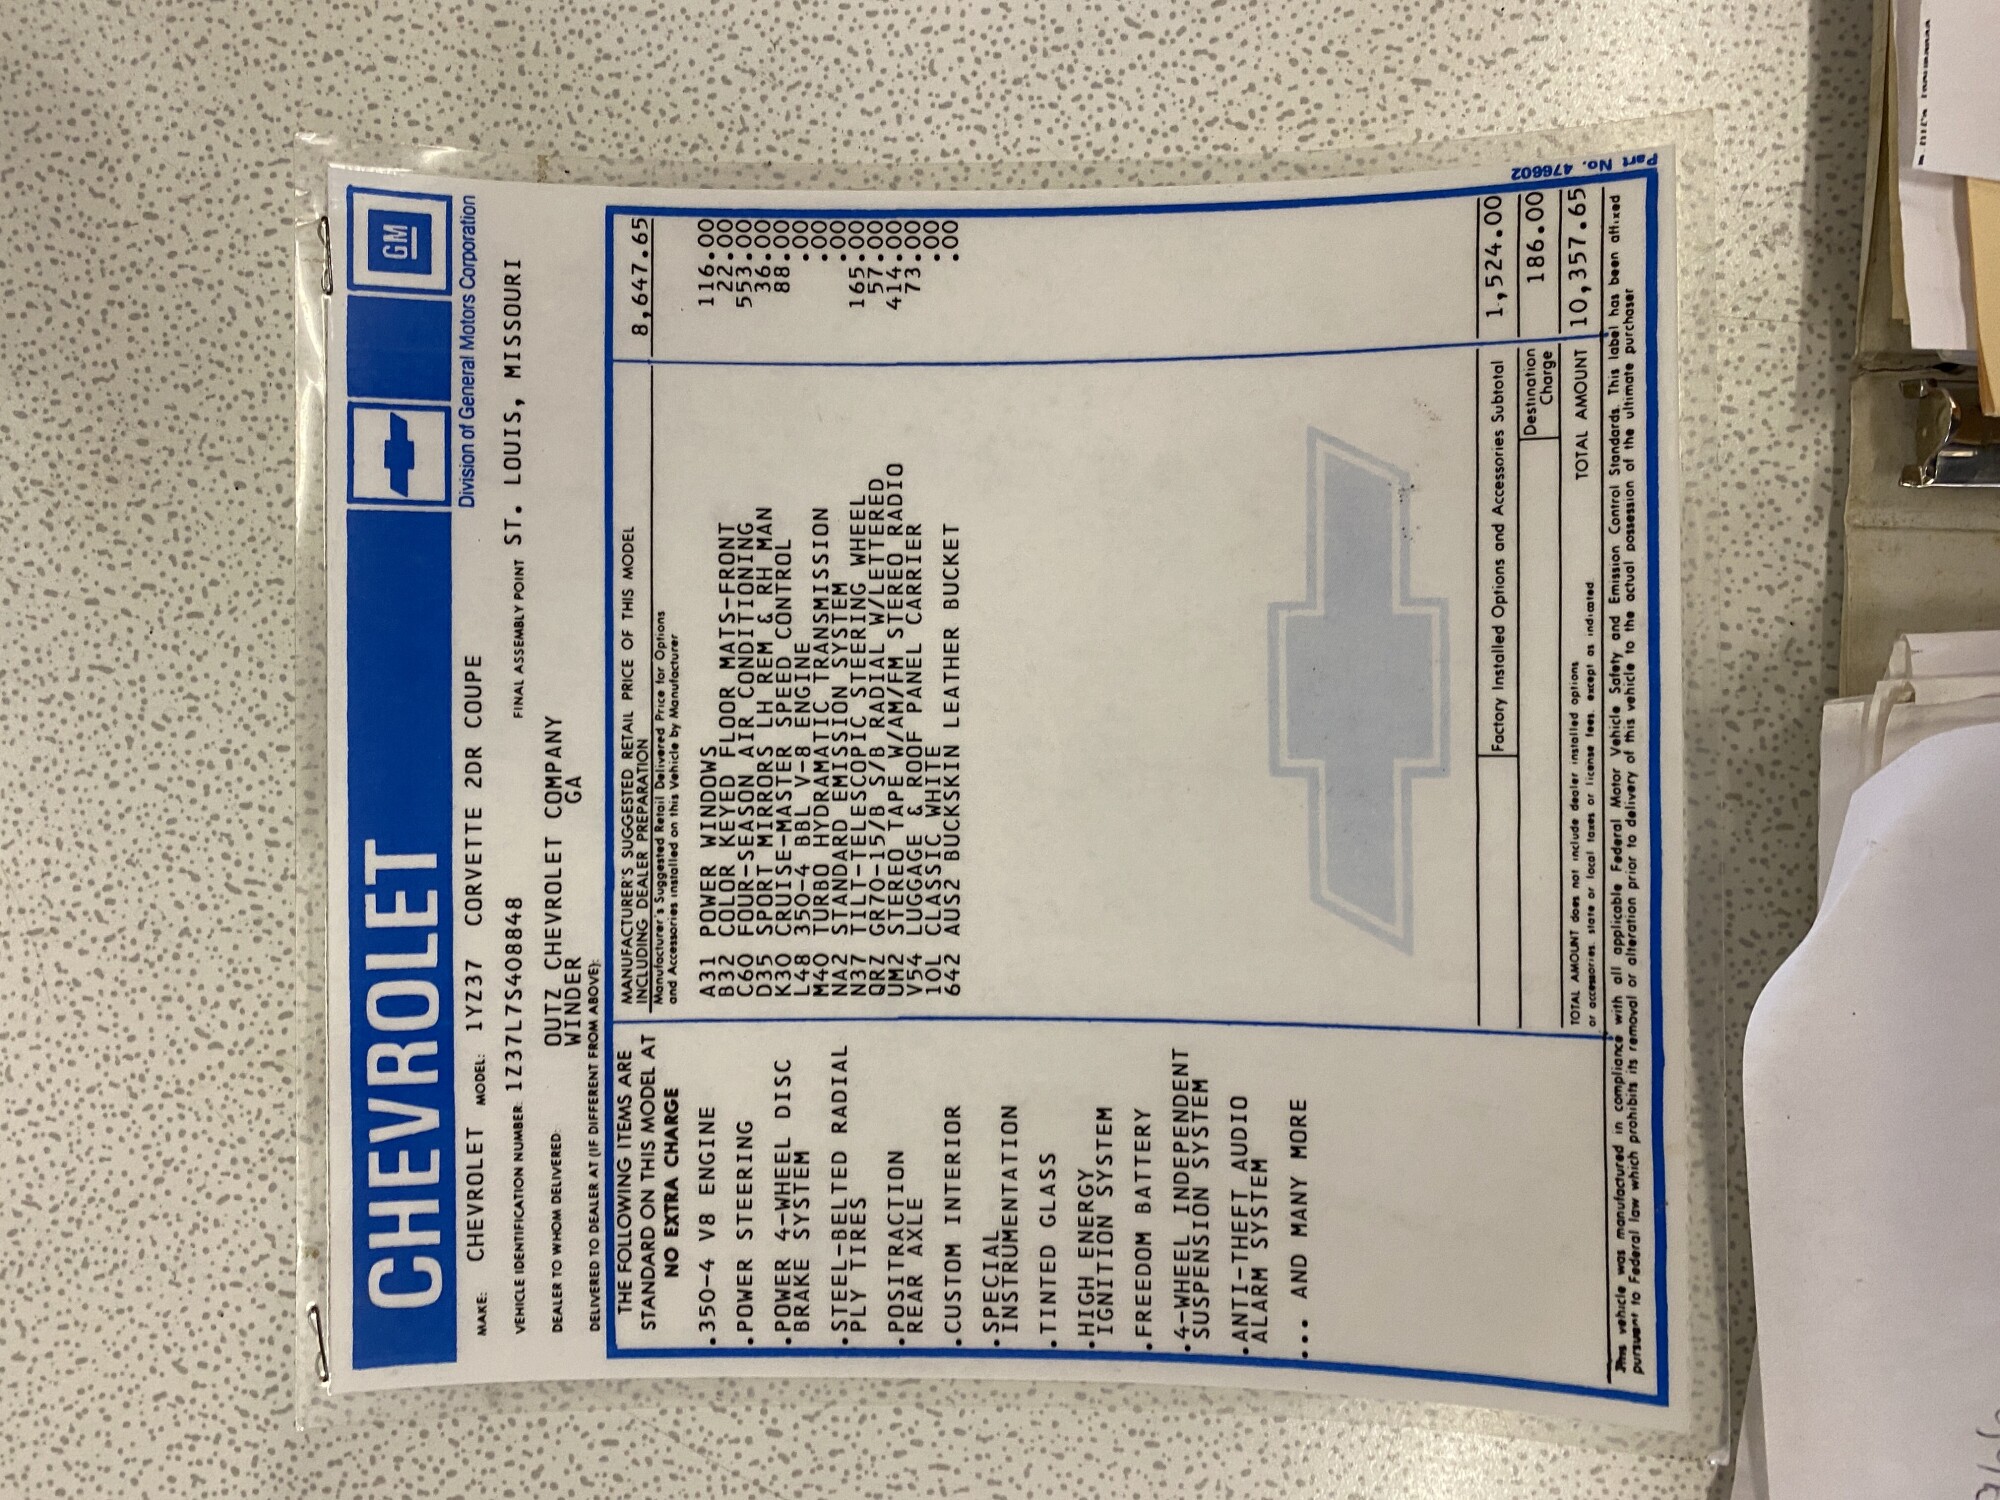 CHEVROLET
GM
Division of General Motors Corporation
MAKE: CHEVROLET MODEL: 1YZ37 CORVETTE 2DR COUPE
VEHICLE IDENTIFICATION NUMBER: 1Z37L7S408848 FINAL ASSEMBLY POINT ST. LOUIS, MISSOURI
DEALER TO WHOM DELIVERED: OUTZ CHEVROLET COMPANY
WINDER GA
DELIVERED TO DEALER AT (IF DIFFERENT FROM ABOVE):
THE FOLLOWING ITEMS ARE
STANDARD ON THIS MODEL AT
NO EXTRA CHARGE
•350-4 V8 ENGINE
•POWER STEERING
•POWER 4-WHEEL DISC
BRAKE SYSTEM
•STEEL-BELTED RADIAL
PLY TIRES
•POSITRACTION
REAR AXLE
•CUSTOM INTERIOR
•SPECIAL
INSTRUMENTATION
•TINTED GLASS
•HIGH ENERGY
IGNITION SYSTEM
•FREEDOM BATTERY
•4-WHEEL INDEPENDENT
SUSPENSION SYSTEM
•ANTI-THEFT AUDIO
ALARM SYSTEM
... AND MANY MORE
MANUFACTURER'S SUGGESTED RETAIL PRICE OF THIS MODEL
INCLUDING DEALER PREPARATION 8,647.65
Manufacturer's Suggested Retail Delivered Price for Options
and Accessories installed on this Vehicle by Manufacturer
A31 POWER WINDOWS 116.00
B32 COLOR KEYED FLOOR MATS-FRONT 22.00
C60 FOUR-SEASON AIR CONDITIONING 553.00
D35 SPORT MIRRORS LH REM & RH MAN 36.00
K30 CRUISE-MASTER SPEED CONTROL 88.00
L48 350-4 BBL V-8 ENGINE .00
M40 TURBO HYDRAMATIC TRANSMISSION .00
NA2 STANDARD EMISSION SYSTEM .00
N37 TILT-TELESCOPIC STEERING WHEEL 165.00
QRZ GR70-15/B S/B RADIAL W/LETTERED 57.00
UM2 STEREO TAPE W/AM/FM STEREO RADIO 414.00
V54 LUGGAGE & ROOF PANEL CARRIER 73.00
10L CLASSIC WHITE .00
642 AUS2 BUCKSKIN LEATHER BUCKET .00
Factory Installed Options and Accessories Subtotal 1,524.00
Destination
Charge 186.00
TOTAL AMOUNT does not include dealer installed options
or accessories, state or local taxes or license fees, except as indicated.
TOTAL AMOUNT 10,357.65
This vehicle was manufactured in compliance with all applicable Federal Motor Vehicle Safety and Emission Control Standards. This label has been affixed
pursuant to Federal law which prohibits its removal or alteration prior to delivery of this vehicle to the actual possession of the ultimate purchaser
Part No. 476602